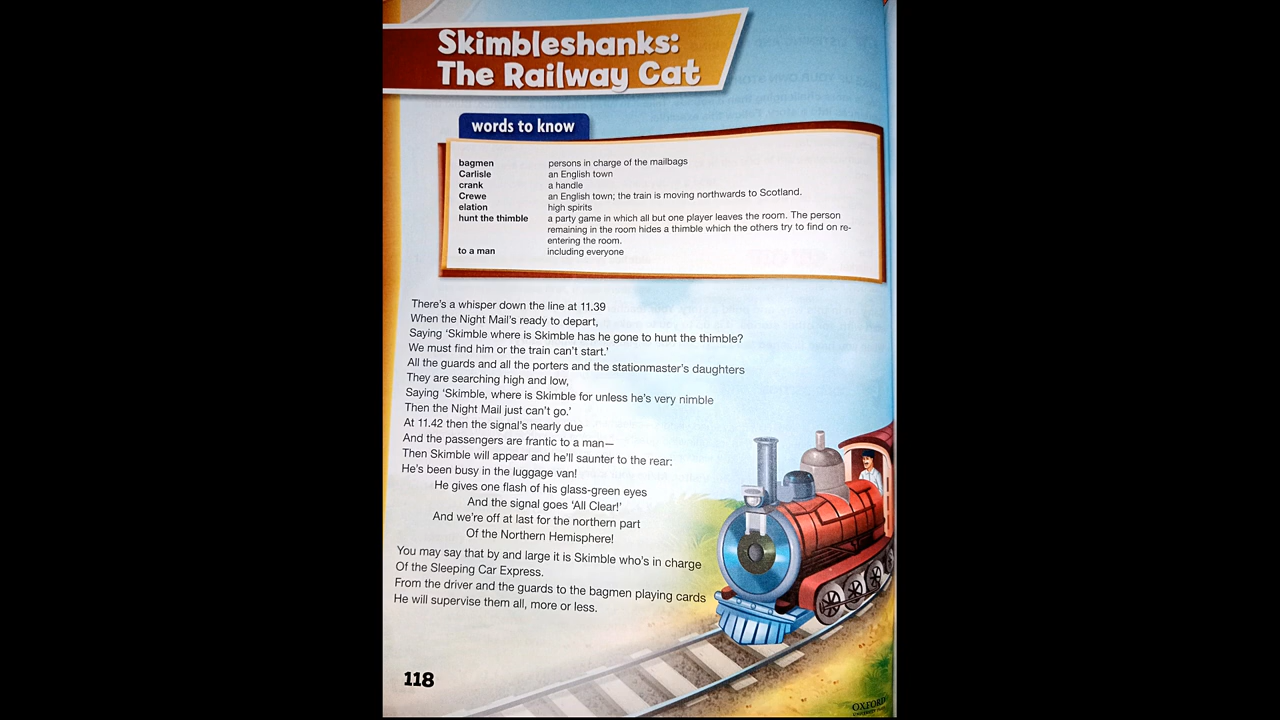 Skimbleshanks:
The Railway Cat
words to know
bagmen persons in charge of the mailbags
Carlisle an English town
crank a handle
Crewe an English town; the train is moving northwards to Scotland.
elation high spirits
hunt the thimble a party game in which all but one player leaves the room. The person
remaining in the room hides a thimble which the others try to find on re-
entering the room.
to a man including everyone
There's a whisper down the line at 11.39
When the Night Mail's ready to depart,
Saying ‘Skimble where is Skimble has he gone to hunt the thimble?
We must find him or the train can't start.’
All the guards and all the porters and the stationmaster's daughters
They are searching high and low,
Saying ‘Skimble, where is Skimble for unless he's very nimble
Then the Night Mail just can't go.’
At 11.42 then the signal's nearly due
And the passengers are frantic to a man—
Then Skimble will appear and he'll saunter to the rear:
He's been busy in the luggage van!
He gives one flash of his glass-green eyes
And the signal goes ‘All Clear!’
And we're off at last for the northern part
Of the Northern Hemisphere!
You may say that by and large it is Skimble who's in charge
Of the Sleeping Car Express.
From the driver and the guards to the bagmen playing cards
He will supervise them all, more or less.
118
OXFORD